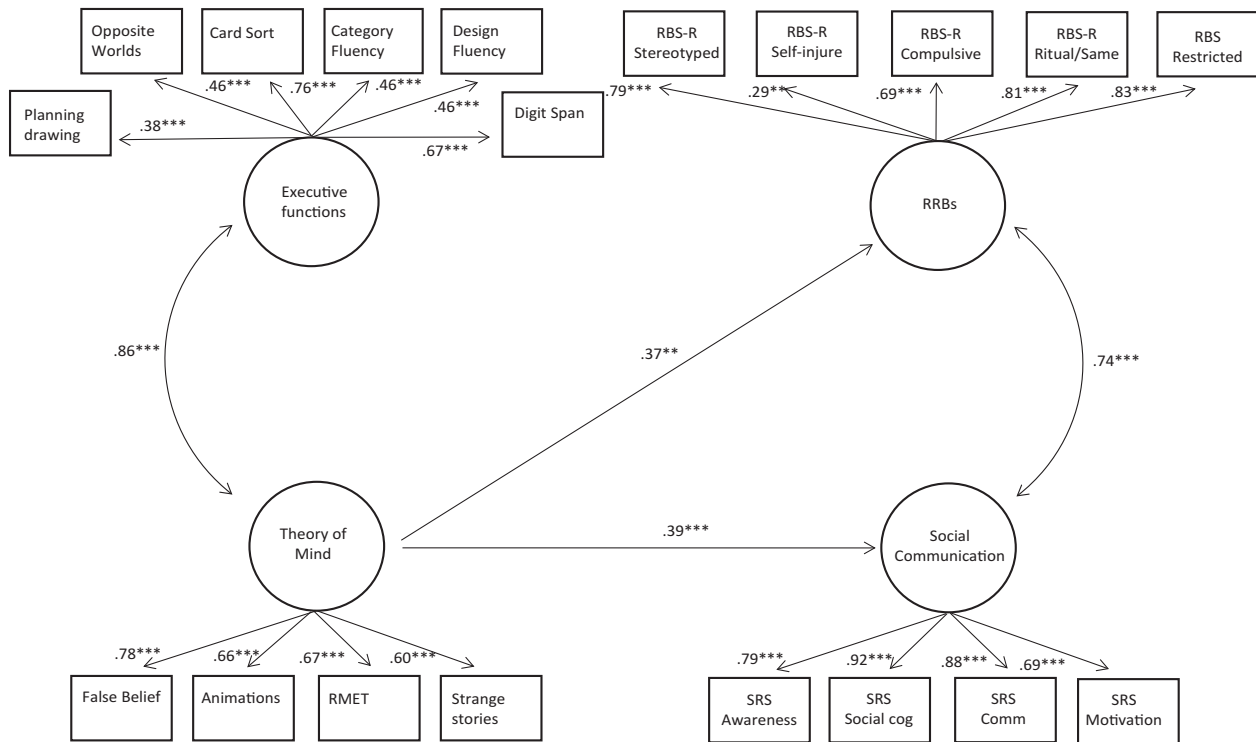 Opposite
Worlds
Card Sort
Category
Fluency
Design
Fluency
Planning
drawing
Digit Span
.38***
.46***
.76***
.46***
.46***
.67***
Executive
functions
RBS-R
Stereotyped
RBS-R
Self-injure
RBS-R
Compulsive
RBS-R
Ritual/Same
RBS
Restricted
.79***
.29**
.69***
.81***
.83***
RRBs
.86***
.37**
.74***
.39***
Theory of
Mind
Social
Communication
.78***
.66***
.67***
.60***
False Belief
Animations
RMET
Strange
stories
.79***
.92***
.88***
.69***
SRS
Awareness
SRS
Social cog
SRS
Comm
SRS
Motivation